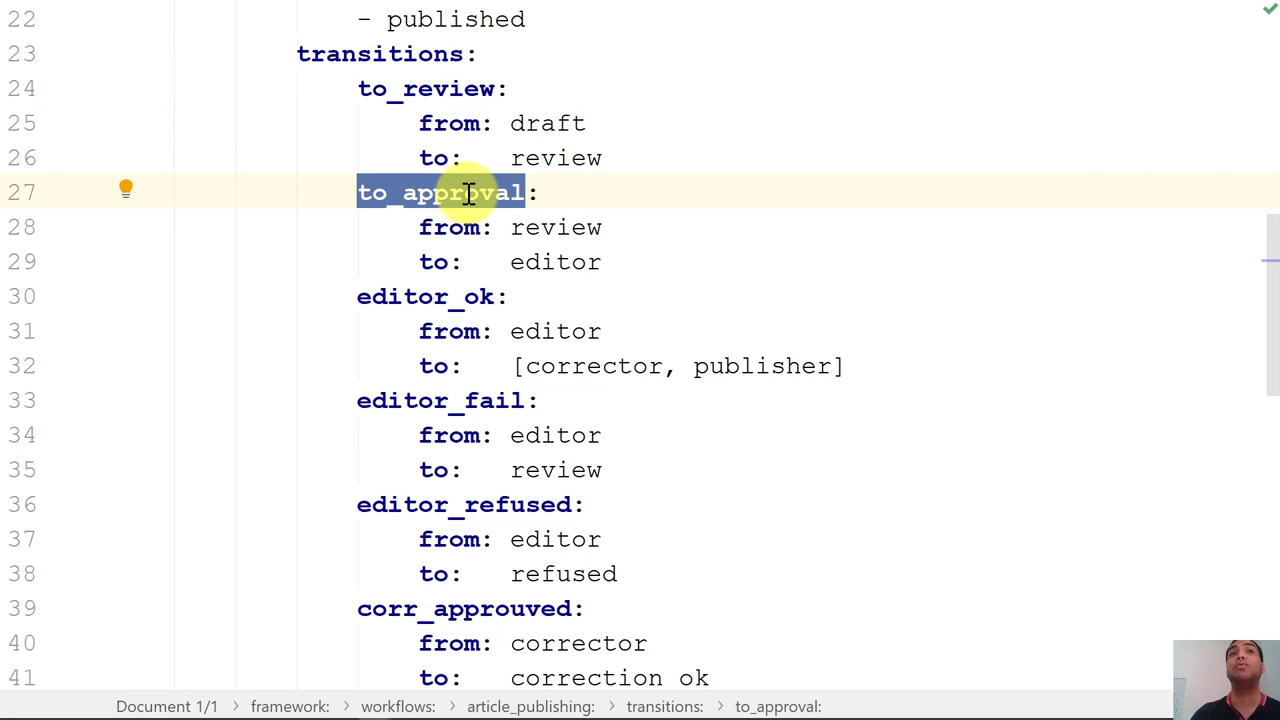 22 - published
23 transitions:
24 to_review:
25 from: draft
26 to: review
27 to_approval:
28 from: review
29 to: editor
30 editor_ok:
31 from: editor
32 to: [corrector, publisher]
33 editor_fail:
34 from: editor
35 to: review
36 editor_refused:
37 from: editor
38 to: refused
39 corr_approuved:
40 from: corrector
41 to: correction ok
Document 1/1 > framework: > workflows: > article_publishing: > transitions: > to_approval: